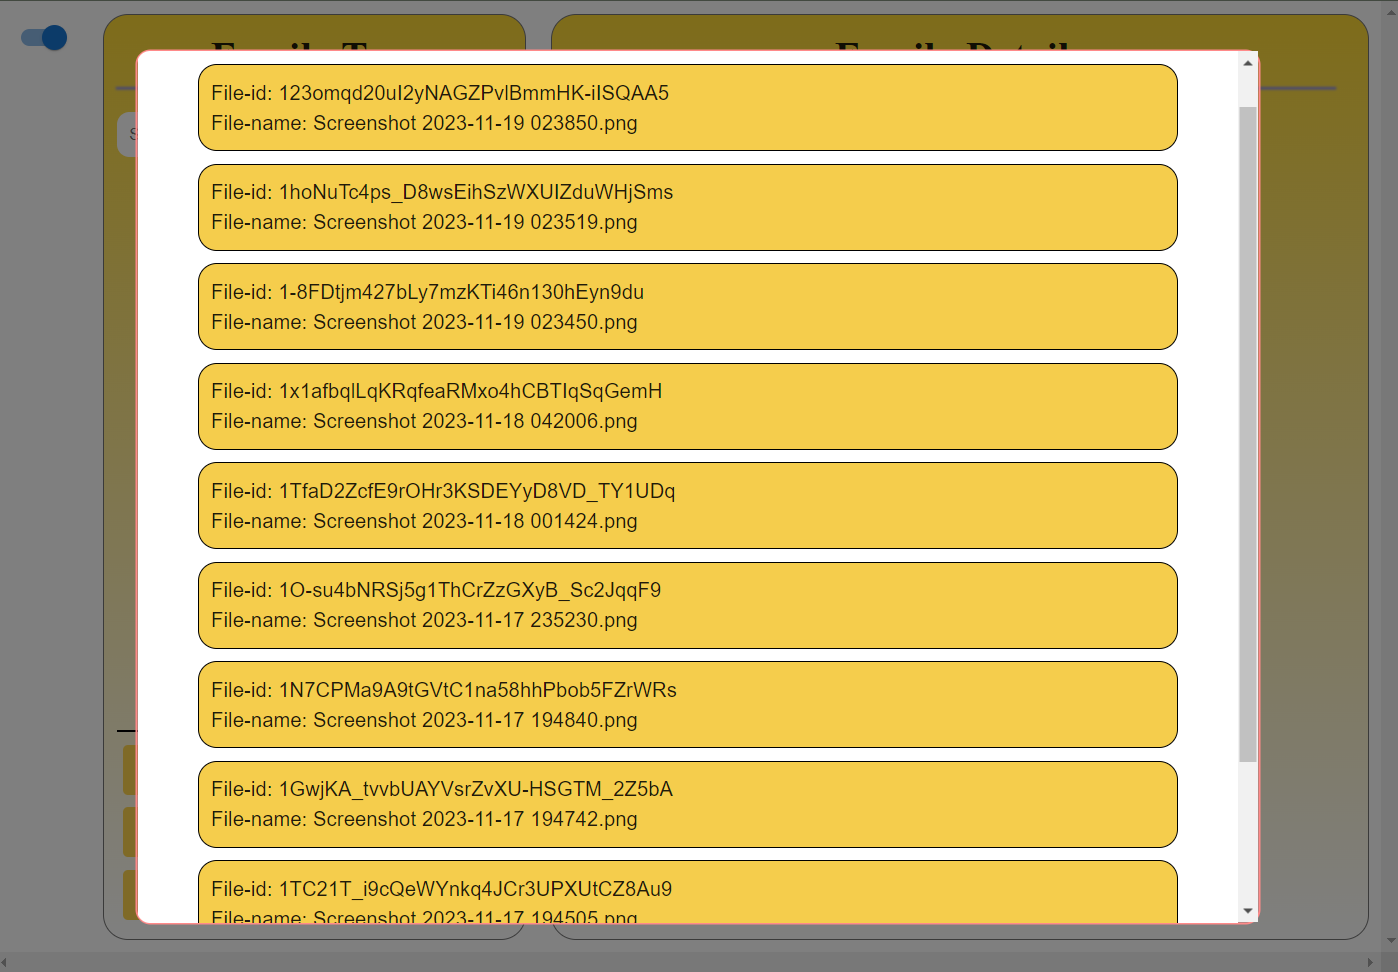 File-id: 123omqd20uI2yNAGZPvlBmmHK-iISQAA5
File-name: Screenshot 2023-11-19 023850.png
File-id: 1hoNuTc4ps_D8wsEihSzWXUIZduWHjSms
File-name: Screenshot 2023-11-19 023519.png
File-id: 1-8FDtjm427bLy7mzKTi46n130hEyn9du
File-name: Screenshot 2023-11-19 023450.png
File-id: 1x1afbqlLqKRqfeaRMxo4hCBTIqSqGemH
File-name: Screenshot 2023-11-18 042006.png
File-id: 1TfaD2ZcfE9rOHr3KSDEYyD8VD_TY1UDq
File-name: Screenshot 2023-11-18 001424.png
File-id: 1O-su4bNRSj5g1ThCrZzGXyB_Sc2JqqF9
File-name: Screenshot 2023-11-17 235230.png
File-id: 1N7CPMa9A9tGVtC1na58hhPbob5FZrWRs
File-name: Screenshot 2023-11-17 194840.png
File-id: 1GwjKA_tvvbUAYVsrZvXU-HSGTM_2Z5bA
File-name: Screenshot 2023-11-17 194742.png
File-id: 1TC21T_i9cQeWYnkq4JCr3UPXUtCZ8Au9
File-name: Screenshot 2023-11-17 194505.png